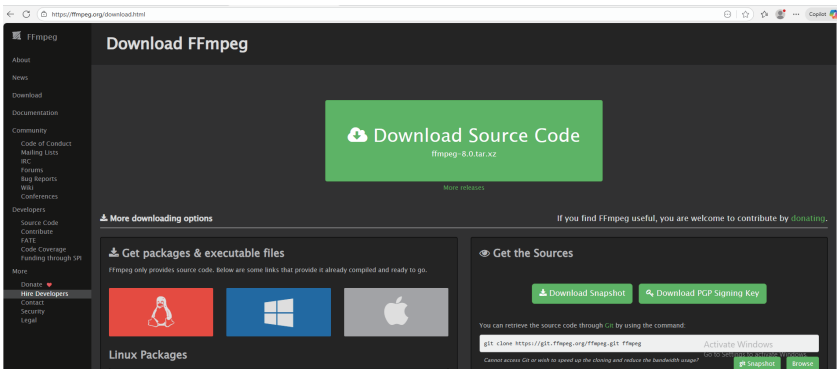 https://ffmpeg.org/download.html
Copilot
FFmpeg
About
News
Download
Documentation
Community
Code of Conduct
Mailing Lists
IRC
Forums
Bug Reports
Wiki
Conferences
Developers
Source Code
Contribute
FATE
Code Coverage
Funding through SPI
More
Donate
Hire Developers
Contact
Security
Legal
Download FFmpeg
Download Source Code
ffmpeg-8.0.tar.xz
More releases
More downloading options
If you find FFmpeg useful, you are welcome to contribute by donating.
Get packages & executable files
FFmpeg only provides source code. Below are some links that provide it already compiled and ready to go.
Linux Packages
Get the Sources
Download Snapshot
Download PGP Signing Key
You can retrieve the source code through Git by using the command:
git clone https://git.ffmpeg.org/ffmpeg.git ffmpeg
Cannot access Git or wish to speed up the cloning and reduce the bandwidth usage?
Snapshot
Browse
Activate Windows
Go to Settings to activate Windows.